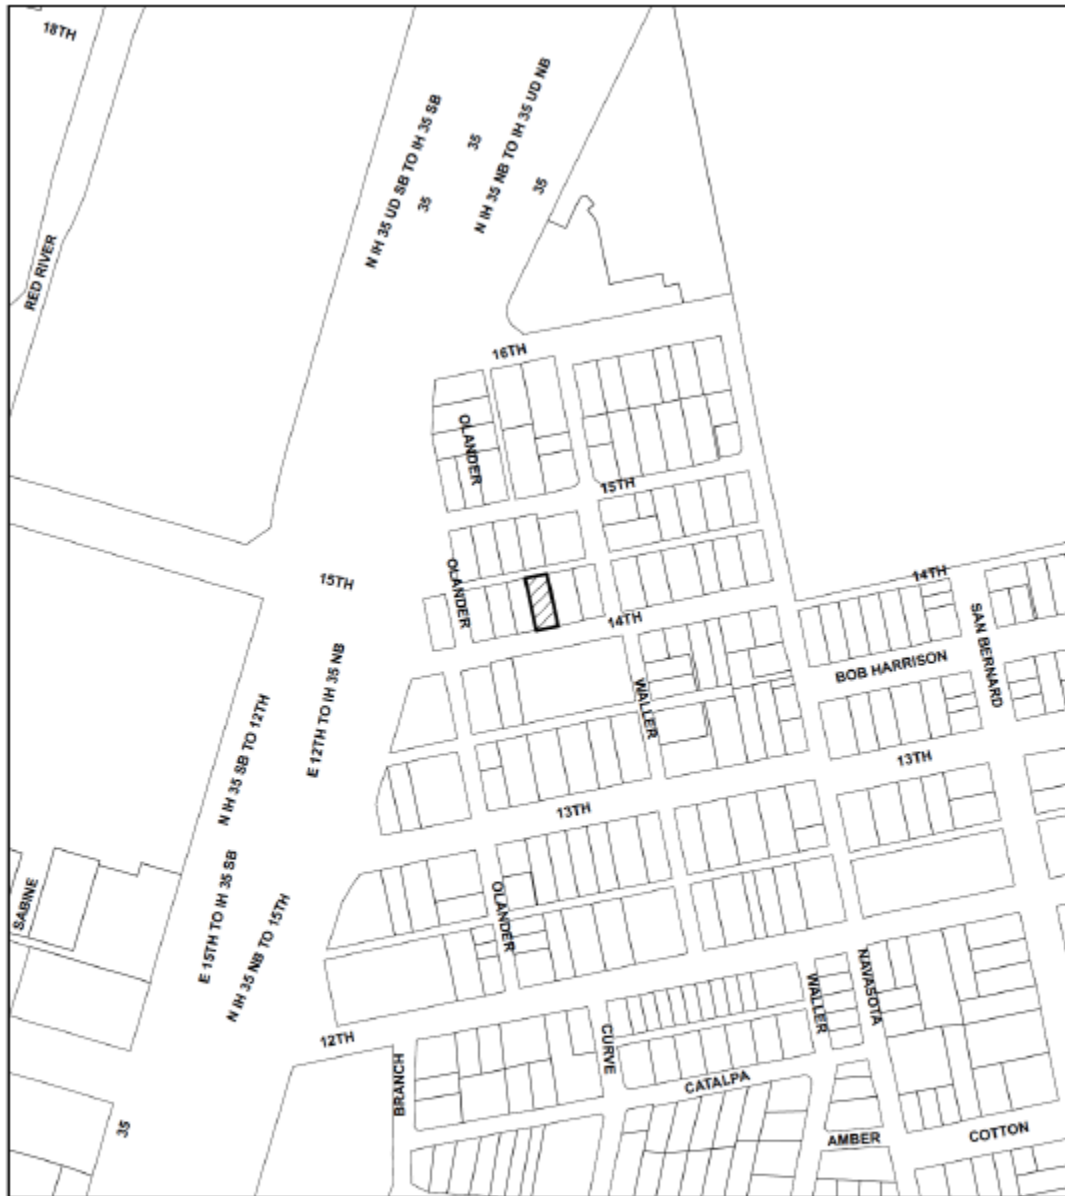 18TH
N IH 35 UD SB TO IH 35 SB
35
N IH 35 NB TO IH 35 UD NB
35
35
RED RIVER
16TH
OLANDER
15TH
15TH
OLANDER
14TH
14TH
SAN BERNARD
BOB HARRISON
WALLER
E 12TH TO IH 35 NB
N IH 35 SB TO 12TH
13TH
13TH
SABINE
E 15TH TO IH 35 SB
N IH 35 NB TO 15TH
OLANDER
NAVASOTA
WALLER
12TH
CURVE
BRANCH
CATALPA
35
AMBER
COTTON